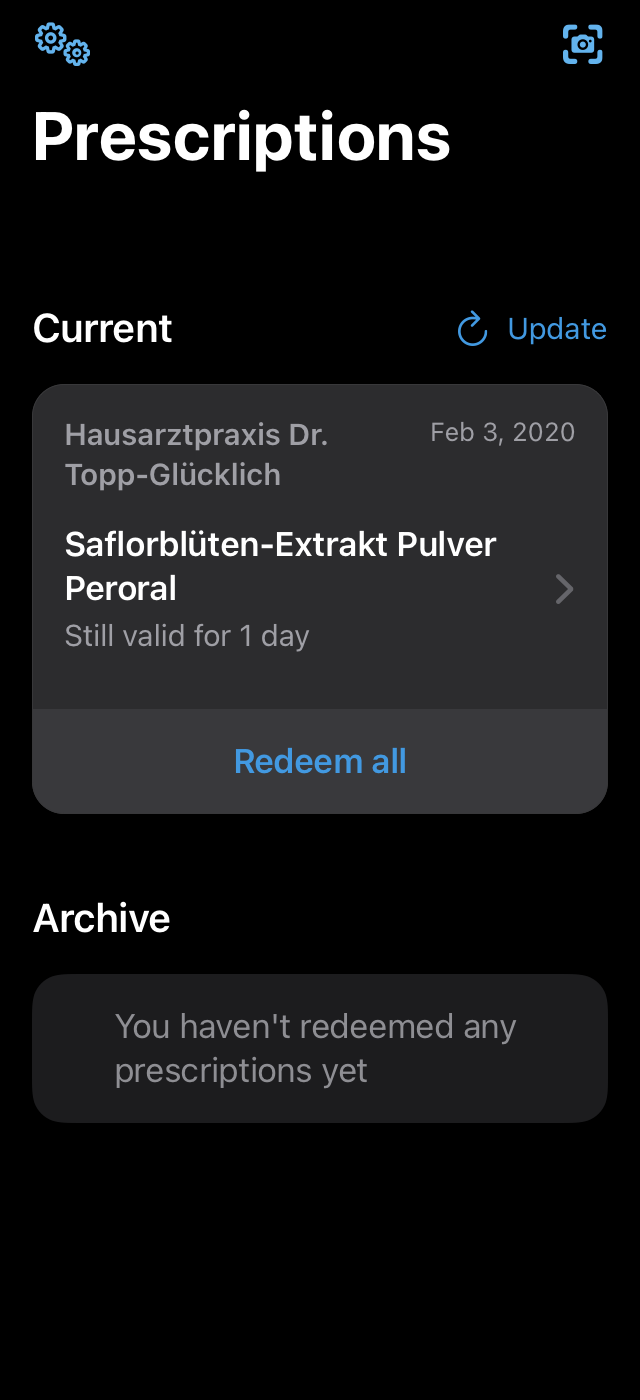 Prescriptions
Current
Update
Hausarztpraxis Dr.
Topp-Glücklich
Feb 3, 2020
Saflorblüten-Extrakt Pulver
Peroral
Still valid for 1 day
Redeem all
Archive
You haven't redeemed any
prescriptions yet